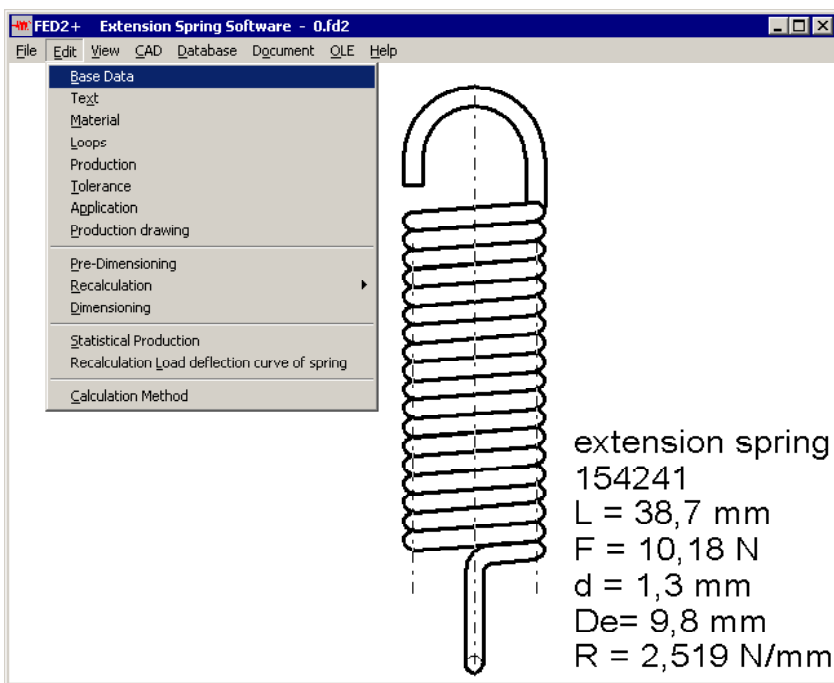 FED2+ Extension Spring Software - 0.fd2
File Edit View CAD Database Document OLE Help
Base Data
Text
Material
Loops
Production
Tolerance
Application
Production drawing
Pre-Dimensioning
Recalculation
Dimensioning
Statistical Production
Recalculation Load deflection curve of spring
Calculation Method
extension spring
154241
L = 38,7 mm
F = 10,18 N
d = 1,3 mm
De= 9,8 mm
R = 2,519 N/mm